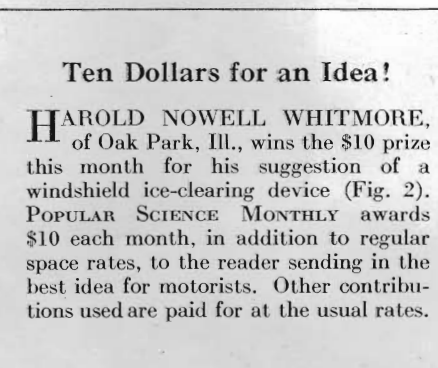 Ten Dollars for an Idea!
HAROLD NOWELL WHITMORE,
of Oak Park, Ill., wins the $10 prize
this month for his suggestion of a
windshield ice-clearing device (Fig. 2).
POPULAR SCIENCE MONTHLY awards
$10 each month, in addition to regular
space rates, to the reader sending in the
best idea for motorists. Other contribu-
tions used are paid for at the usual rates.